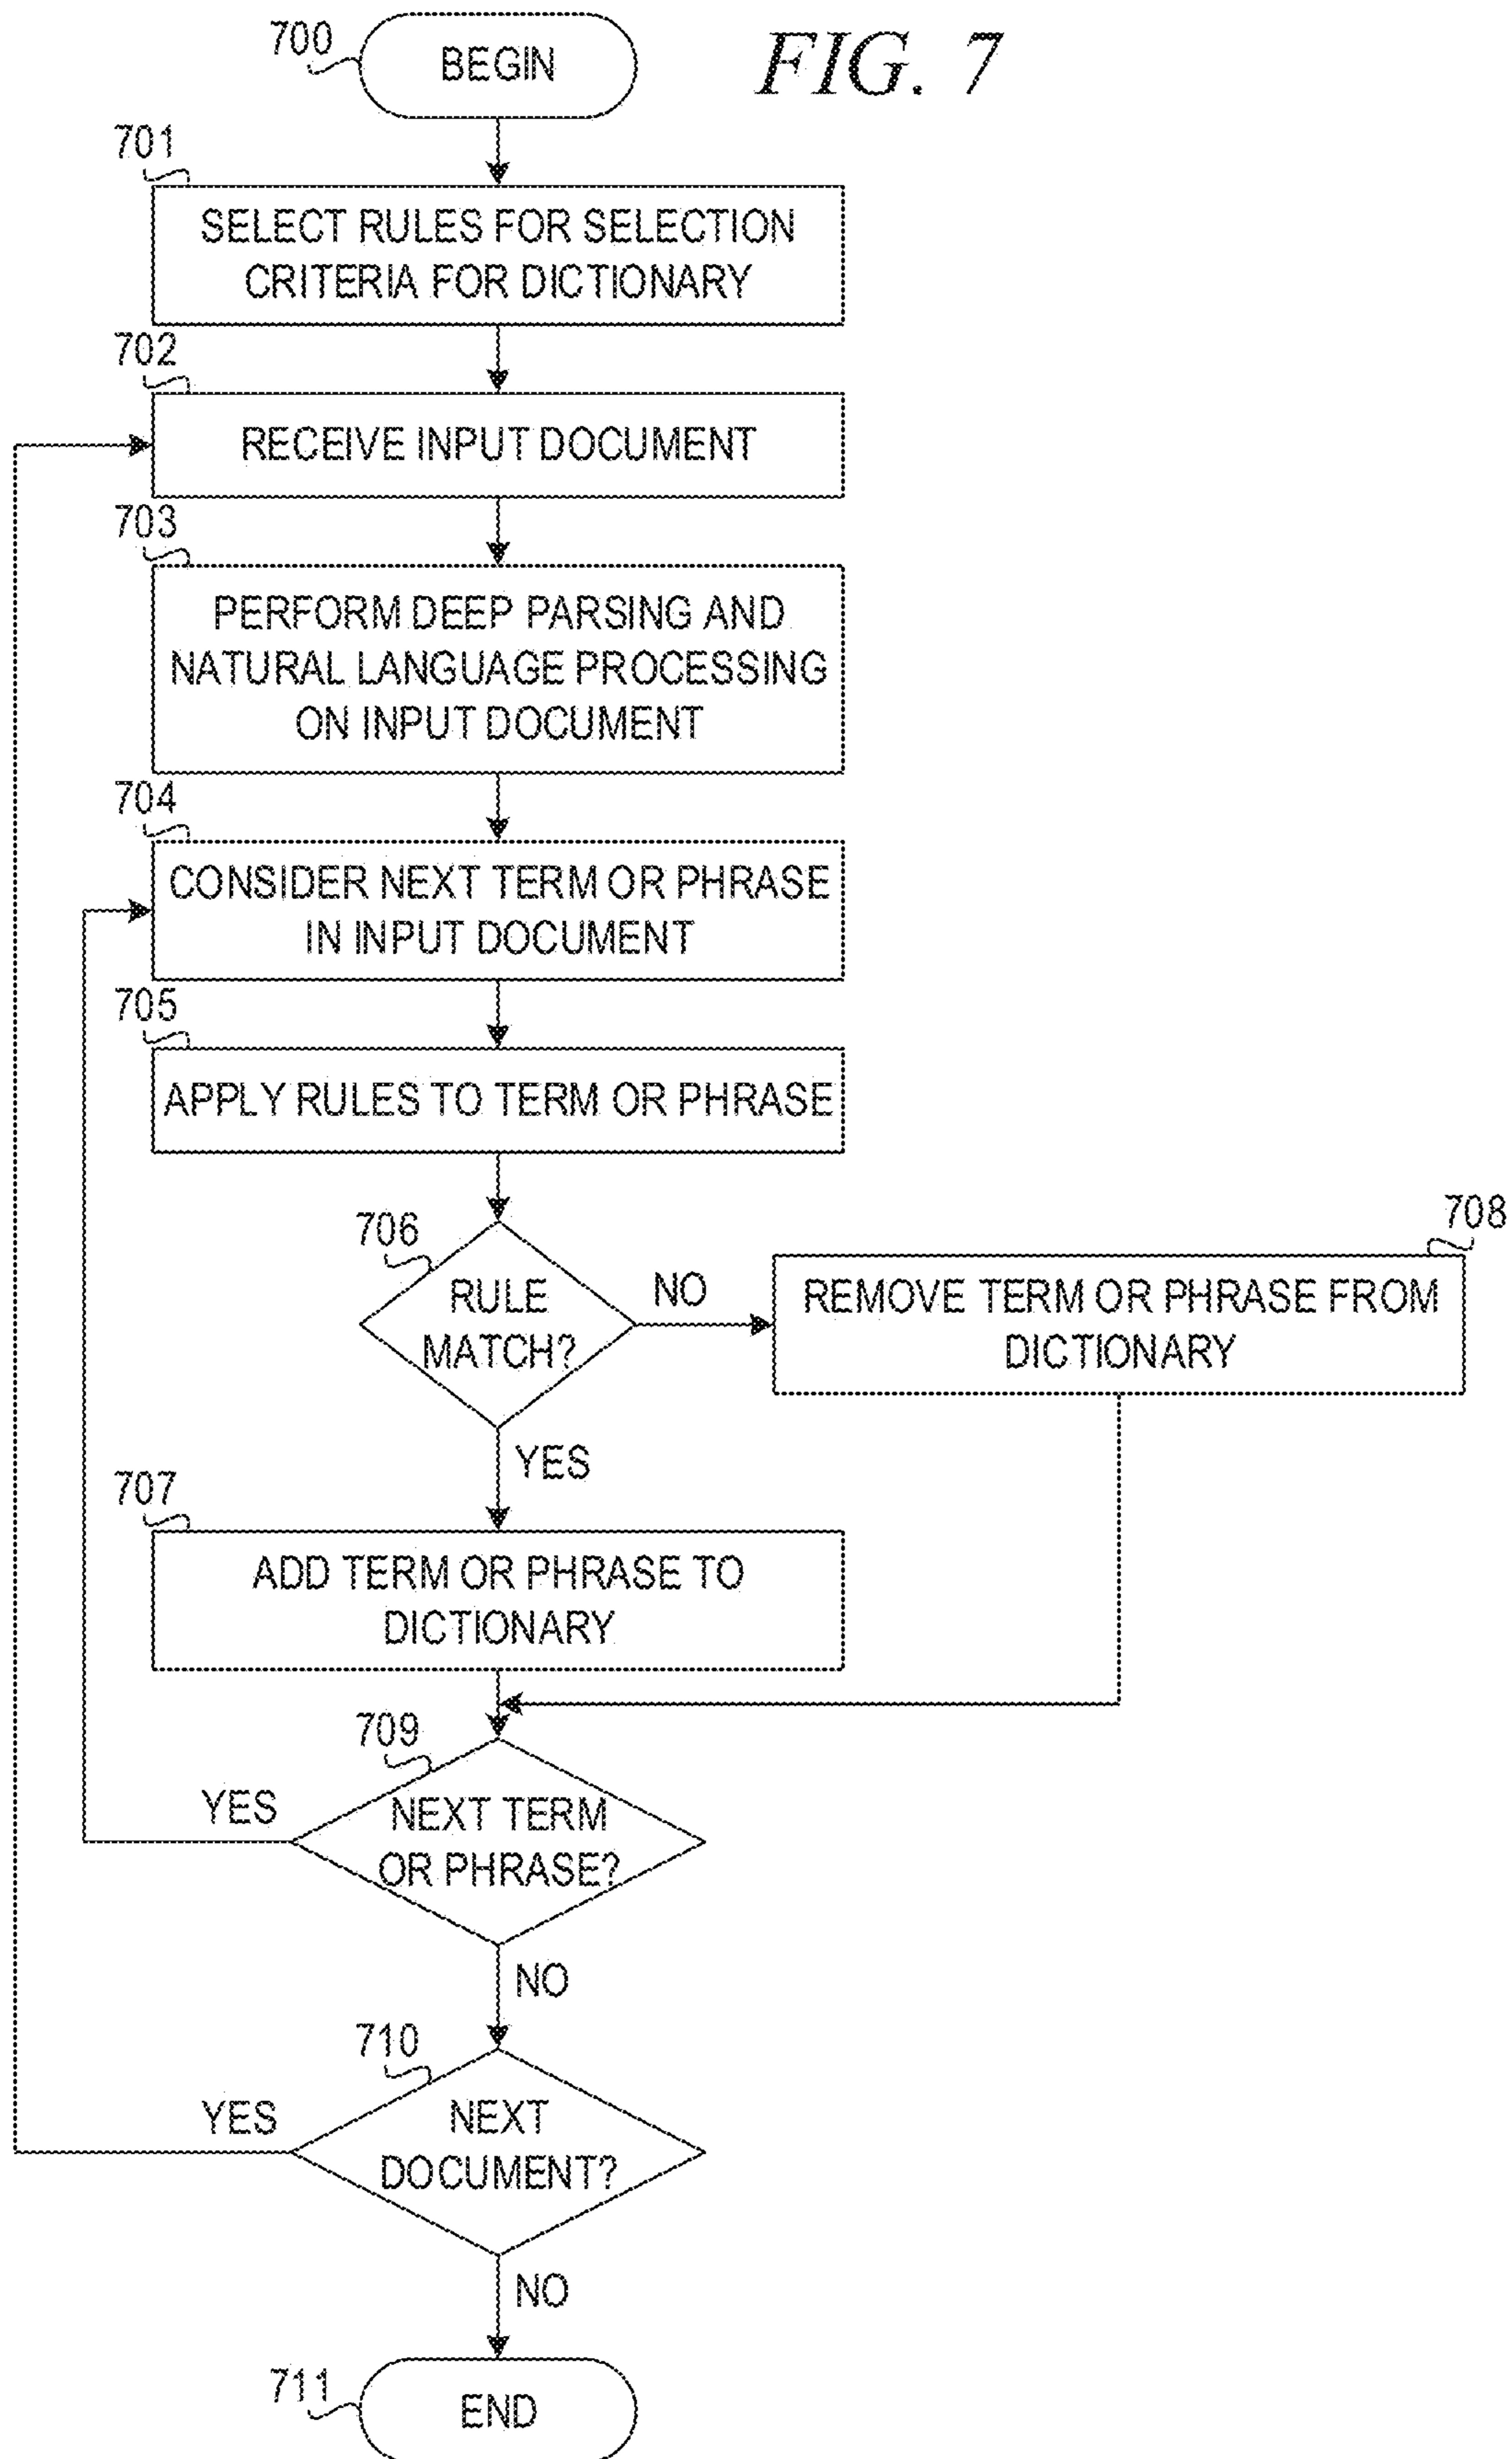 700
BEGIN
FIG. 7
701
SELECT RULES FOR SELECTION
CRITERIA FOR DICTIONARY
702
RECEIVE INPUT DOCUMENT
703
PERFORM DEEP PARSING AND
NATURAL LANGUAGE PROCESSING
ON INPUT DOCUMENT
704
CONSIDER NEXT TERM OR PHRASE
IN INPUT DOCUMENT
705
APPLY RULES TO TERM OR PHRASE
706
RULE
MATCH?
NO
708
REMOVE TERM OR PHRASE FROM
DICTIONARY
YES
707
ADD TERM OR PHRASE TO
DICTIONARY
709
YES
NEXT TERM
OR PHRASE?
NO
710
YES
NEXT
DOCUMENT?
NO
711
END